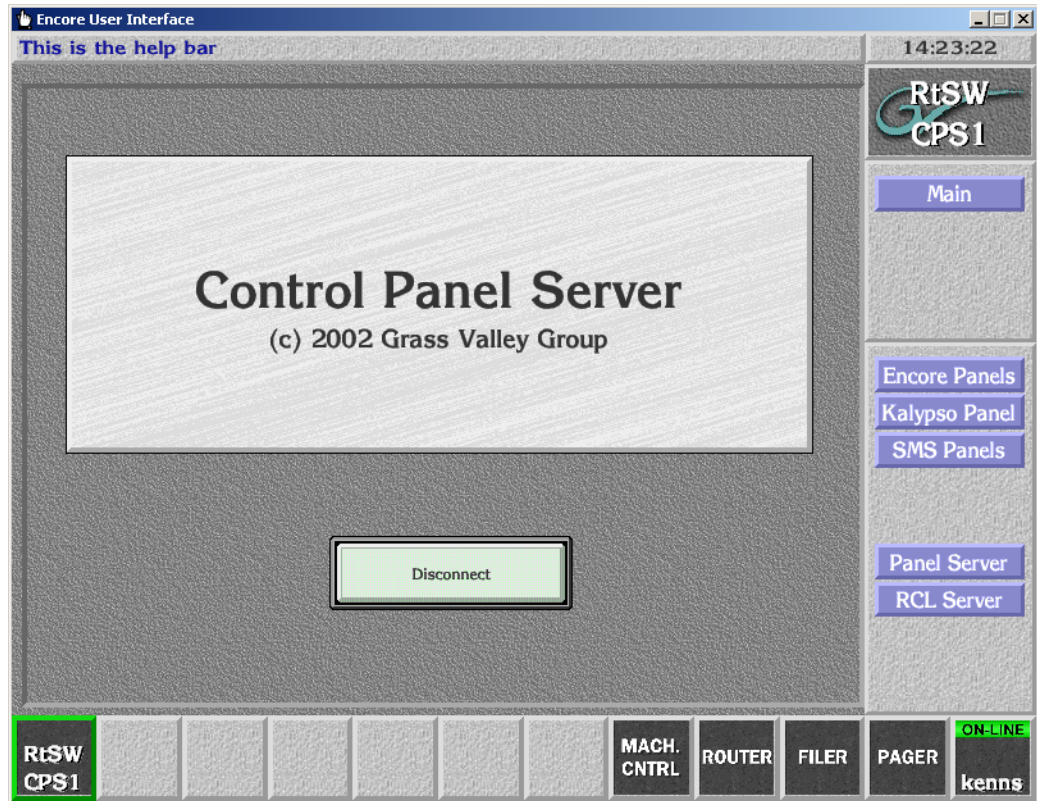 Encore User Interface
This is the help bar
14:23:22
RtSW
CPS1
Main
Control Panel Server
(c) 2002 Grass Valley Group
Encore Panels
Kalypso Panel
SMS Panels
Disconnect
Panel Server
RCL Server
RtSW
CPS1
MACH.
CNTRL
ROUTER
FILER
PAGER
ON-LINE
kenns